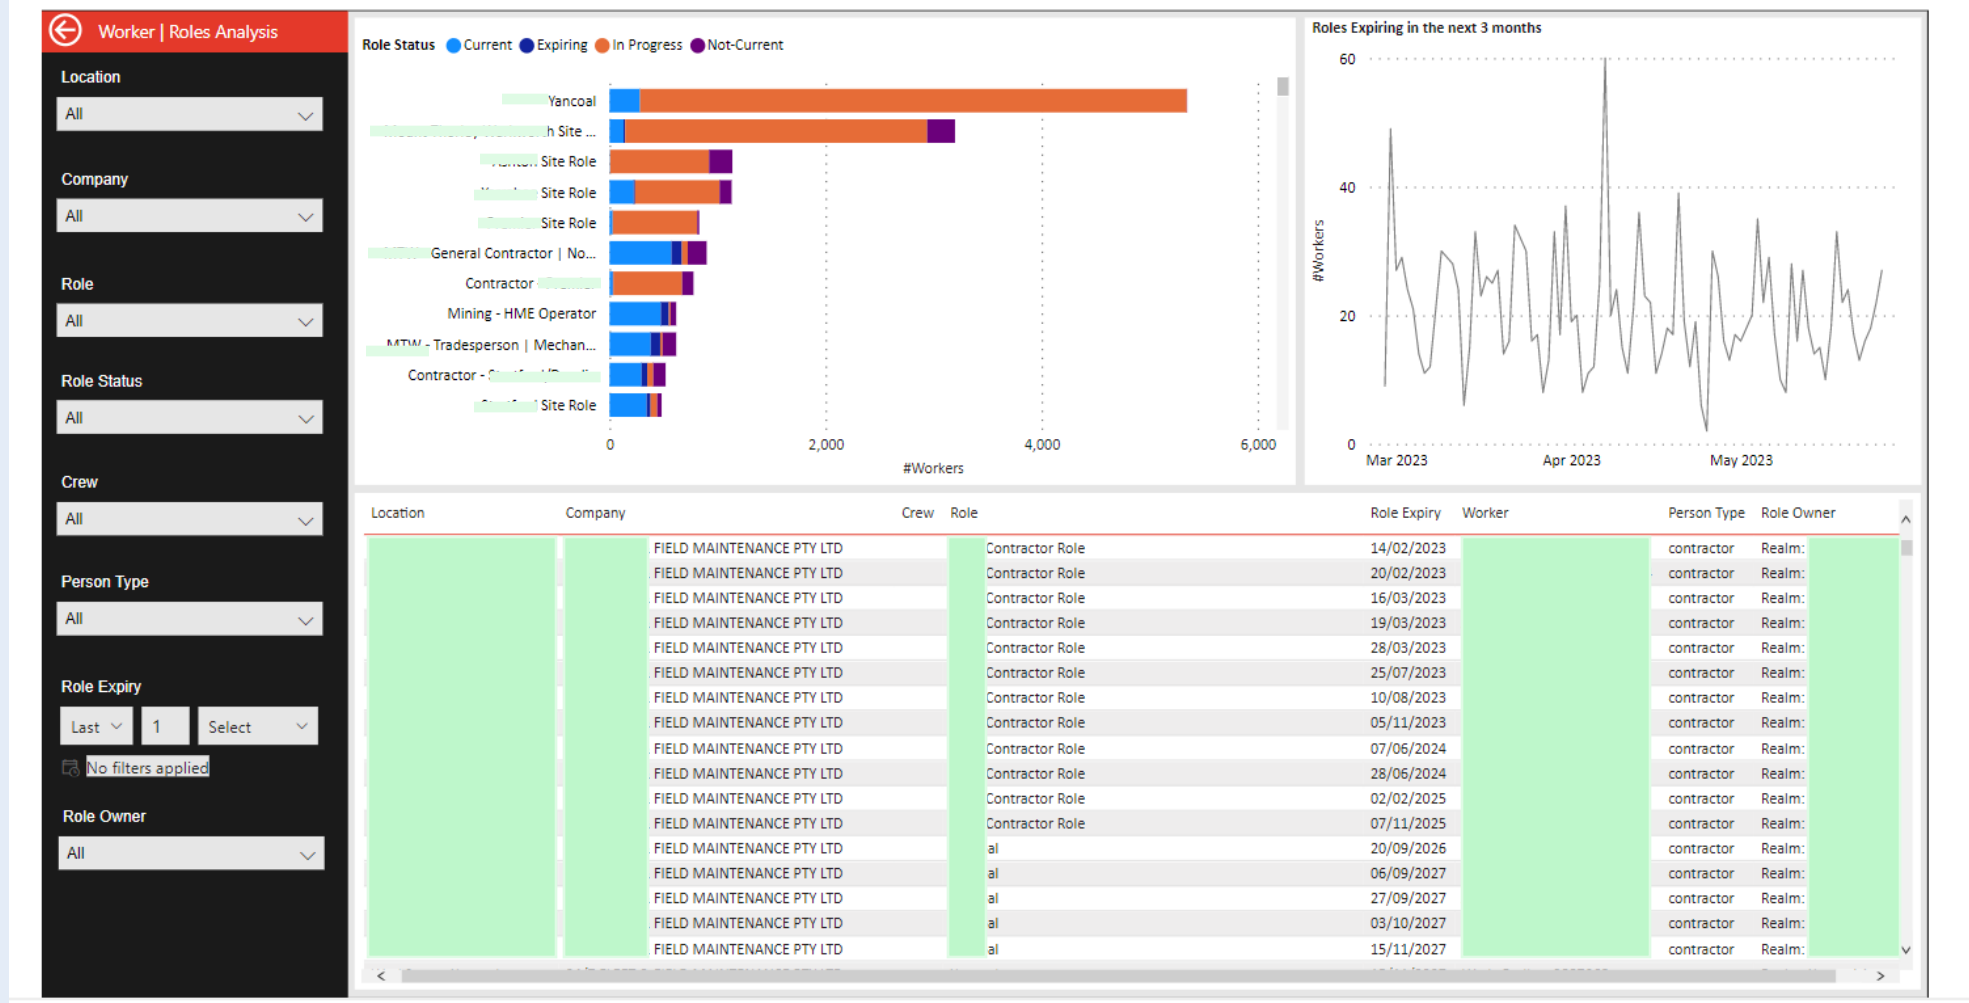 Worker | Roles Analysis
Location
All
Company
All
Role
All
Role Status
All
Crew
All
Person Type
All
Role Expiry
Last 1 Select
No filters applied
Role Owner
All
Role Status Current Expiring In Progress Not-Current
Yancoal
h Site ...
Site Role
Site Role
Site Role
General Contractor | No...
Contractor
Mining - HME Operator
MTW - Tradesperson | Mechan...
Contractor -
Site Role
0 2,000 4,000 6,000
#Workers
Roles Expiring in the next 3 months
60
40
20
0
#Workers
Mar 2023 Apr 2023 May 2023
Location Company Crew Role Role Expiry Worker Person Type Role Owner
FIELD MAINTENANCE PTY LTD Contractor Role 14/02/2023 contractor Realm:
FIELD MAINTENANCE PTY LTD Contractor Role 20/02/2023 contractor Realm:
FIELD MAINTENANCE PTY LTD Contractor Role 16/03/2023 contractor Realm:
FIELD MAINTENANCE PTY LTD Contractor Role 19/03/2023 contractor Realm:
FIELD MAINTENANCE PTY LTD Contractor Role 28/03/2023 contractor Realm:
FIELD MAINTENANCE PTY LTD Contractor Role 25/07/2023 contractor Realm:
FIELD MAINTENANCE PTY LTD Contractor Role 10/08/2023 contractor Realm:
FIELD MAINTENANCE PTY LTD Contractor Role 05/11/2023 contractor Realm:
FIELD MAINTENANCE PTY LTD Contractor Role 07/06/2024 contractor Realm:
FIELD MAINTENANCE PTY LTD Contractor Role 28/06/2024 contractor Realm:
FIELD MAINTENANCE PTY LTD Contractor Role 02/02/2025 contractor Realm:
FIELD MAINTENANCE PTY LTD Contractor Role 07/11/2025 contractor Realm:
FIELD MAINTENANCE PTY LTD al 20/09/2026 contractor Realm:
FIELD MAINTENANCE PTY LTD al 06/09/2027 contractor Realm:
FIELD MAINTENANCE PTY LTD al 27/09/2027 contractor Realm:
FIELD MAINTENANCE PTY LTD al 03/10/2027 contractor Realm:
FIELD MAINTENANCE PTY LTD al 15/11/2027 contractor Realm: